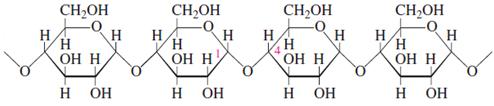 CH₂OH CH₂OH CH₂OH CH₂OH
O O O O
H H H H H H H H
H H H H
1 4
OH H OH H OH H OH H
O O O O O
H OH H OH H OH H OH